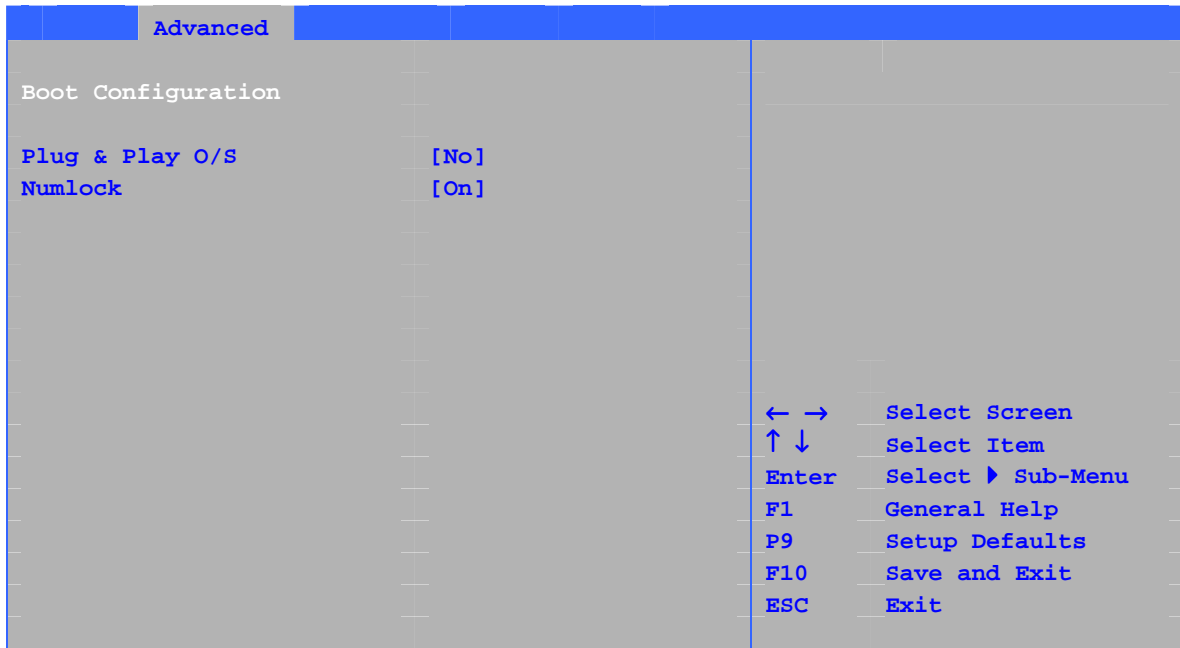 Advanced
Boot Configuration
Plug & Play O/S [No]
Numlock [On]
← → Select Screen
↑ ↓ Select Item
Enter Select ▶ Sub-Menu
F1 General Help
P9 Setup Defaults
F10 Save and Exit
ESC Exit